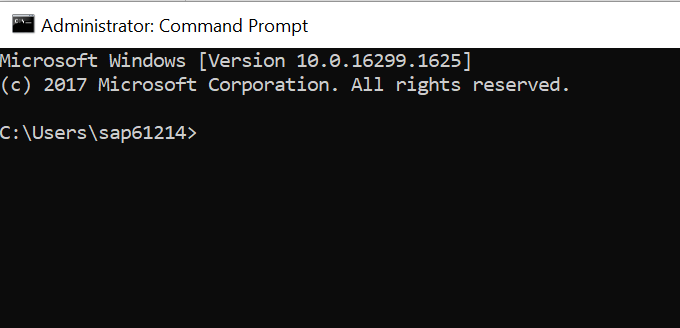 Administrator: Command Prompt
Microsoft Windows [Version 10.0.16299.1625]
(c) 2017 Microsoft Corporation. All rights reserved.
C:\Users\sap61214>